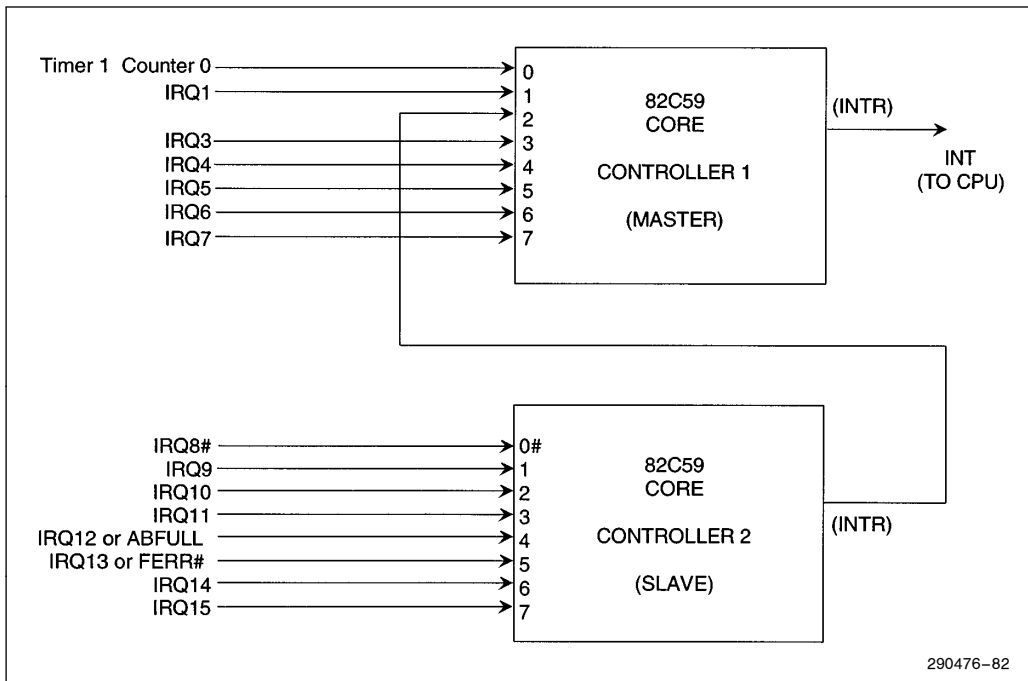 Timer 1 Counter 0
IRQ1
IRQ3
IRQ4
IRQ5
IRQ6
IRQ7
0
1
2
3
4
5
6
7
82C59
CORE
CONTROLLER 1
(MASTER)
(INTR)
INT
(TO CPU)
IRQ8#
IRQ9
IRQ10
IRQ11
IRQ12 or ABFULL
IRQ13 or FERR#
IRQ14
IRQ15
0#
1
2
3
4
5
6
7
82C59
CORE
CONTROLLER 2
(SLAVE)
(INTR)
290476–82